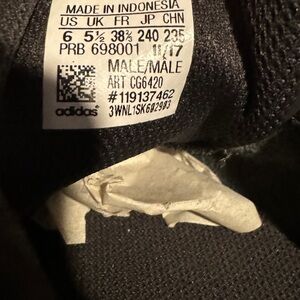 MADE IN INDONESIA
US UK FR JP CHN
6 5½ 38⅔ 240 235
PRB 698001 11/17
MALE/MÂLE
ART CG6420
#119137462
adidas 3WNL1SK602903